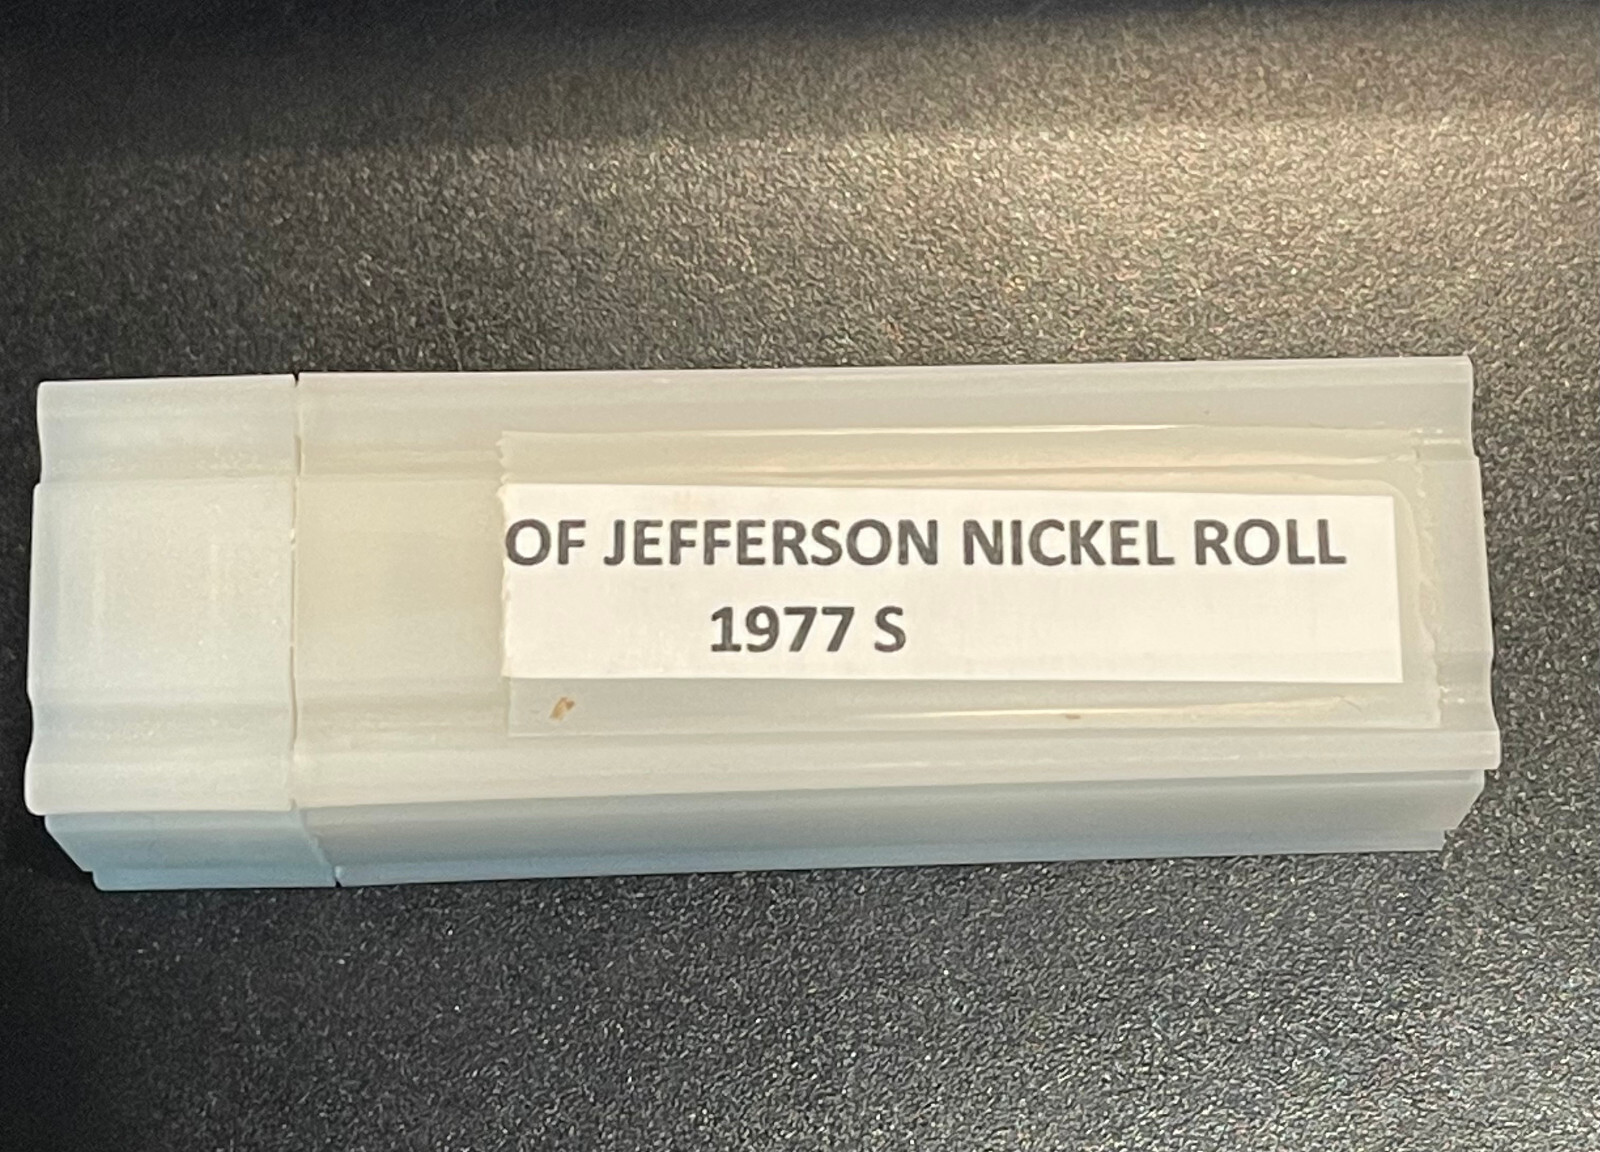 OF JEFFERSON NICKEL ROLL
1977 S